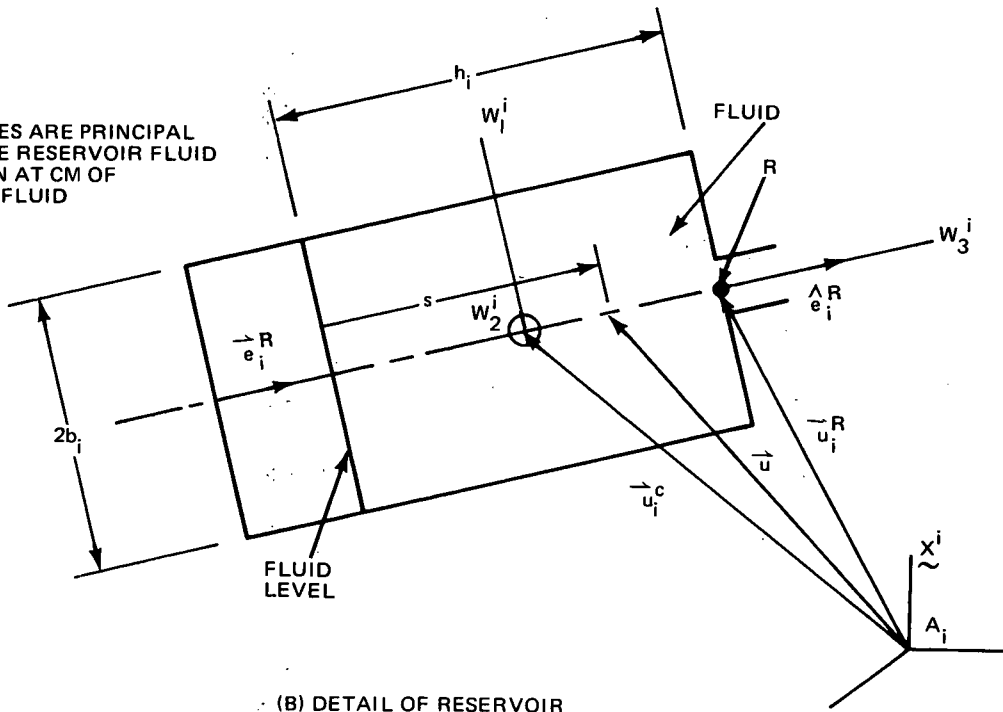 ES ARE PRINCIPAL
E RESERVOIR FLUID
N AT CM OF
FLUID
h_i
W_1^i
FLUID
R
W_3^i
ê_i^R
s
W_2^i
e_i^R
2b_i
u_i^R
u
u_i^c
FLUID
LEVEL
X^i
A_i
(B) DETAIL OF RESERVOIR